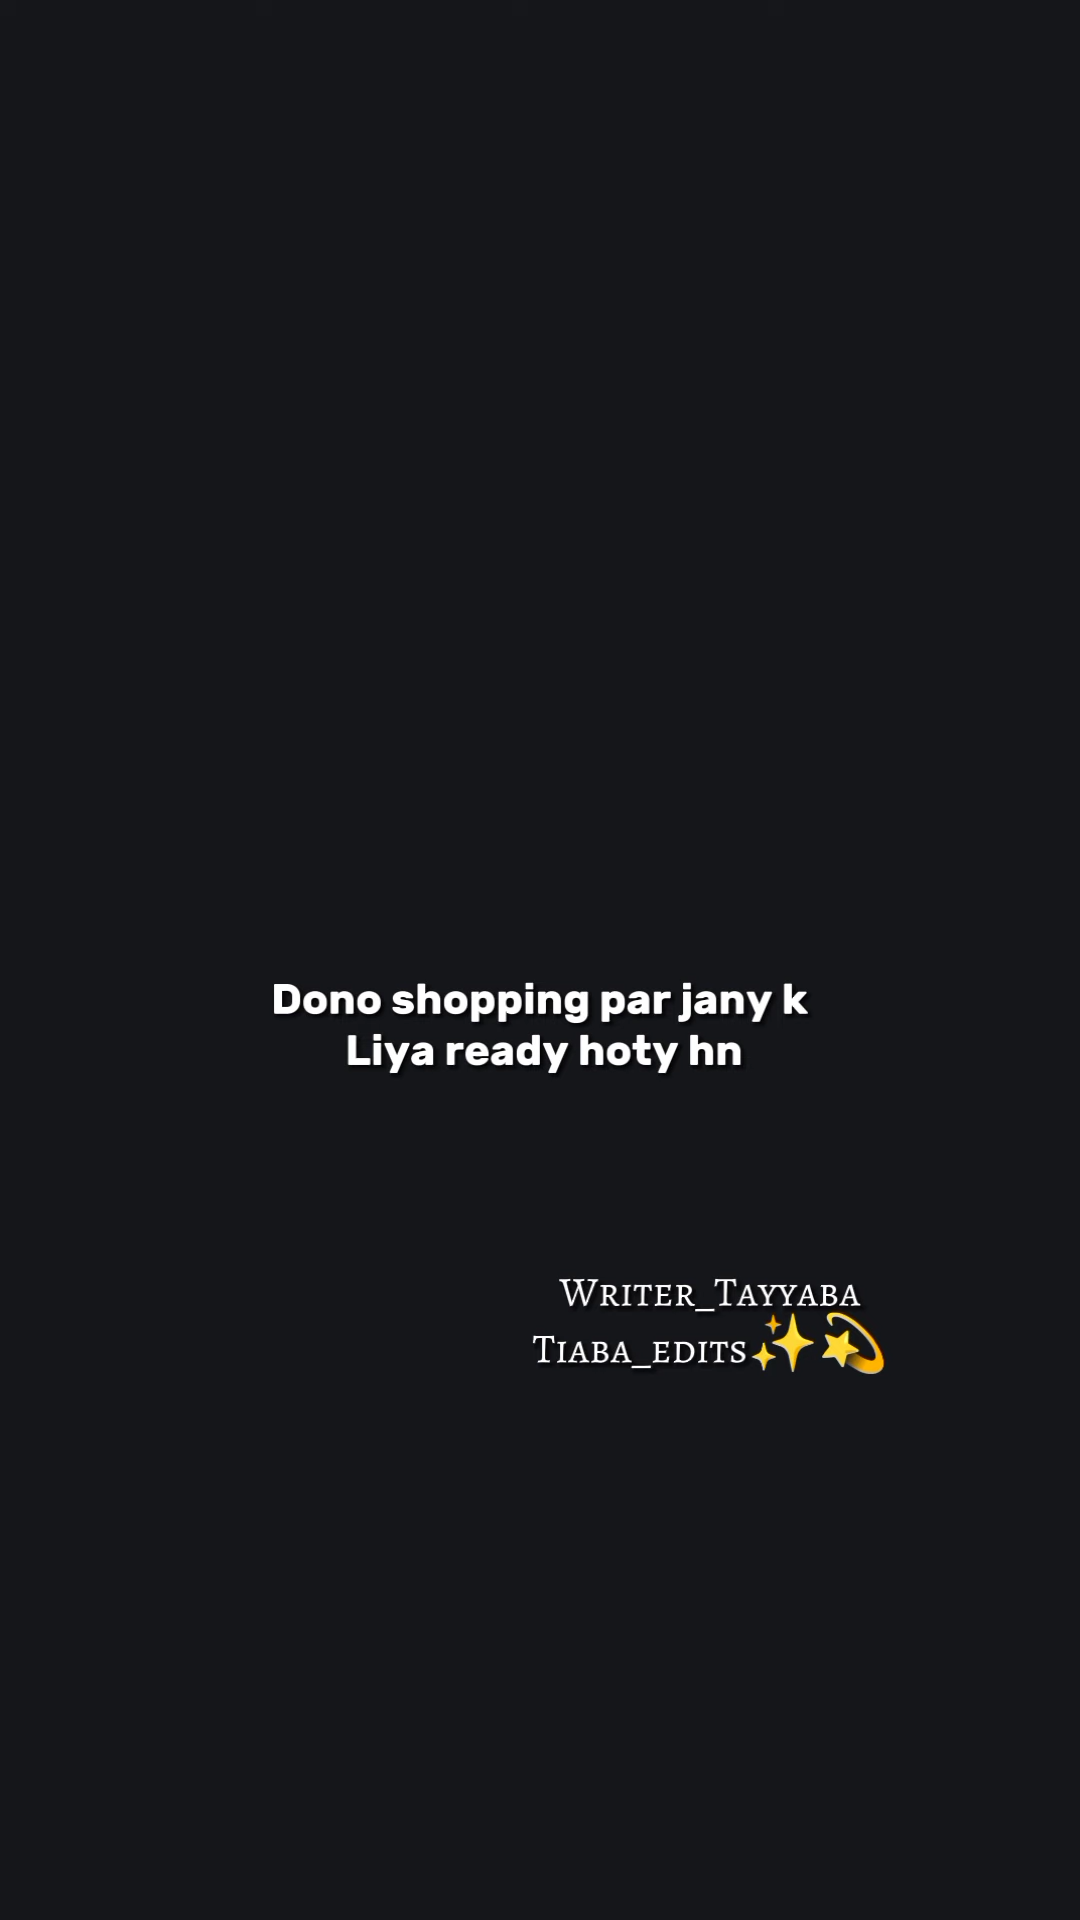 Dono shopping par jany k
Liya ready hoty hn
Writer_Tayyaba
Tiaba_edits✨💫